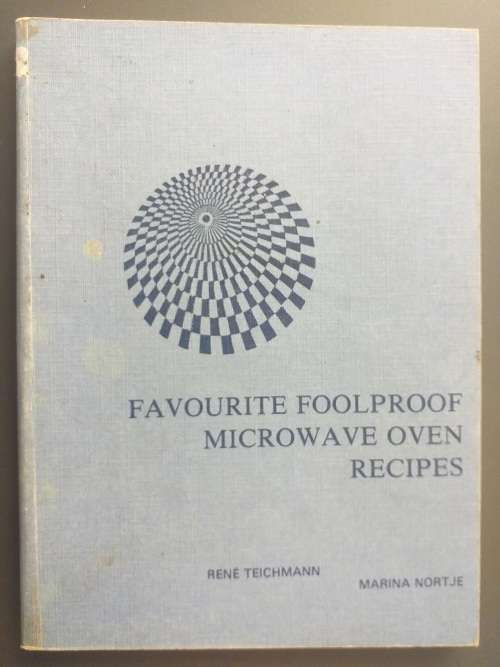 FAVOURITE FOOLPROOF
MICROWAVE OVEN
RECIPES
RENÉ TEICHMANN
MARINA NORTJE